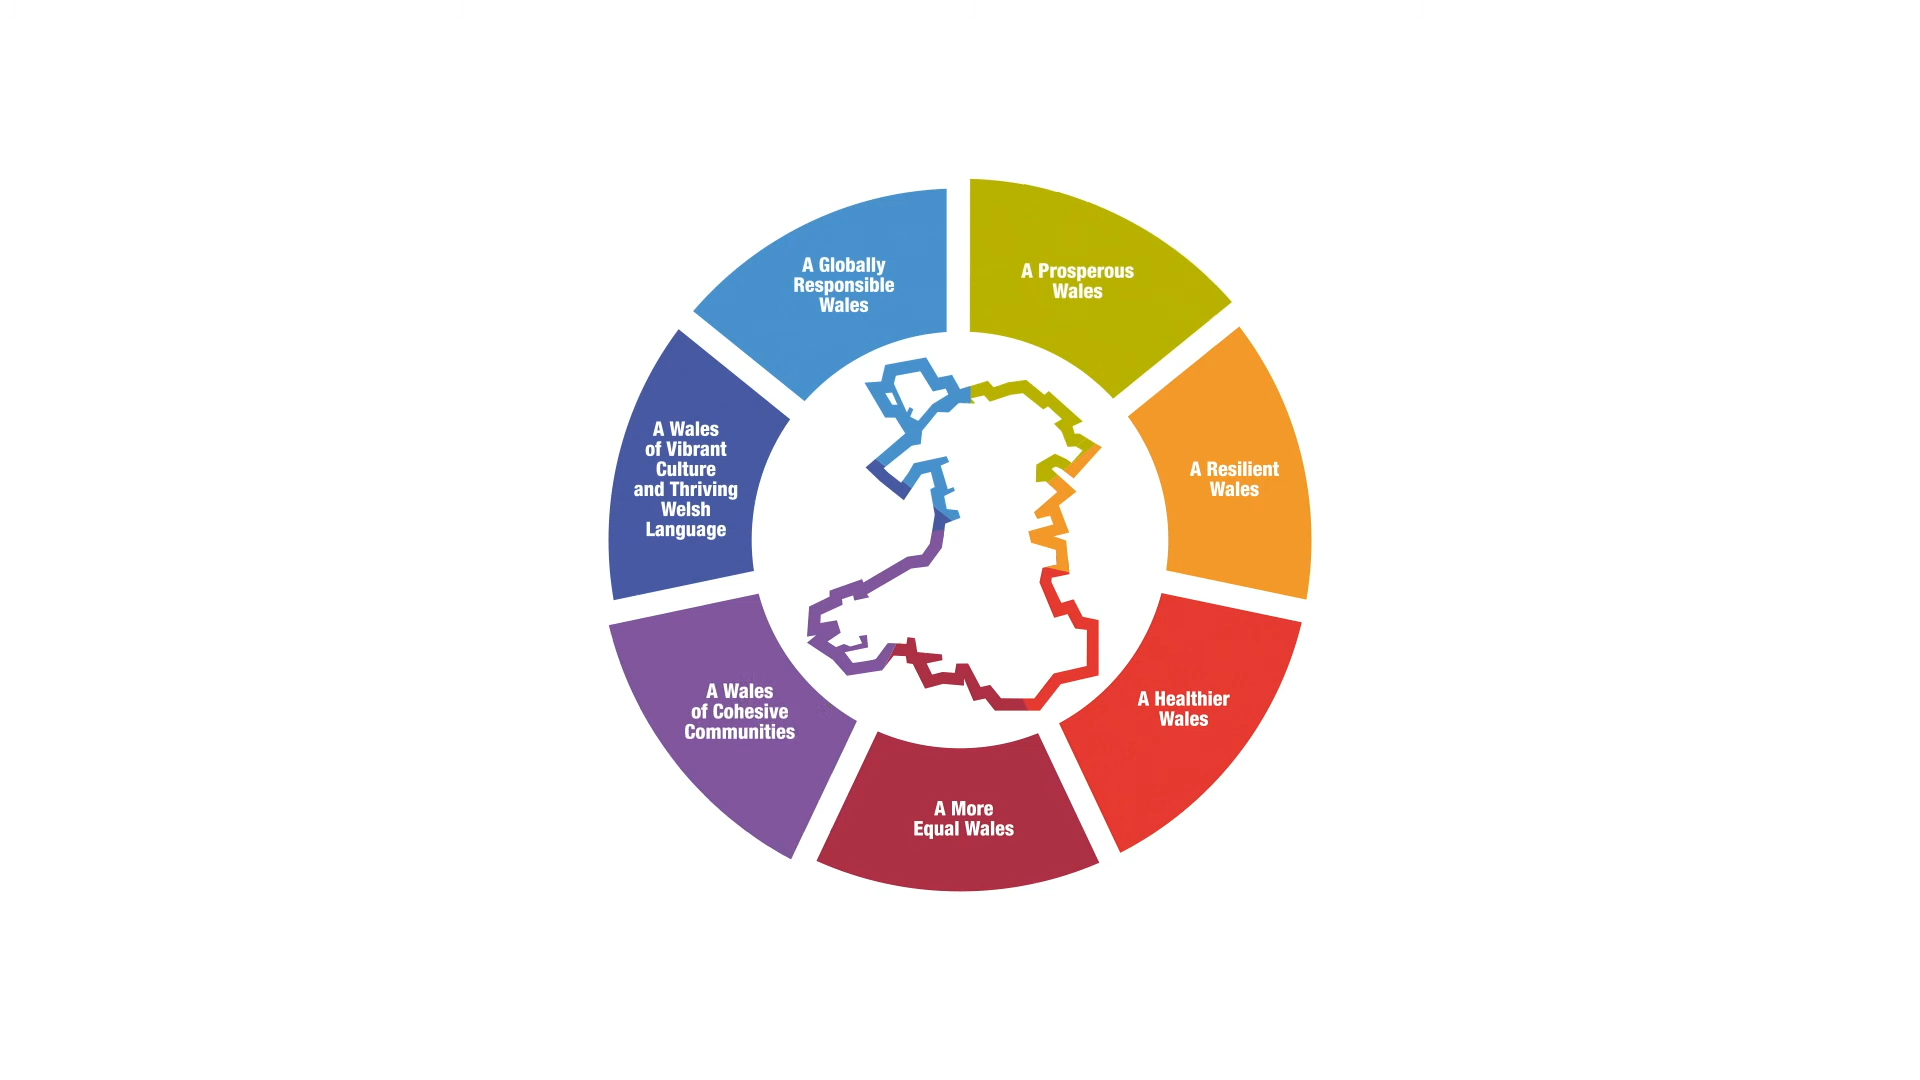 A Globally
Responsible
Wales
A Prosperous
Wales
A Resilient
Wales
A Healthier
Wales
A More
Equal Wales
A Wales
of Cohesive
Communities
A Wales
of Vibrant
Culture
and Thriving
Welsh
Language